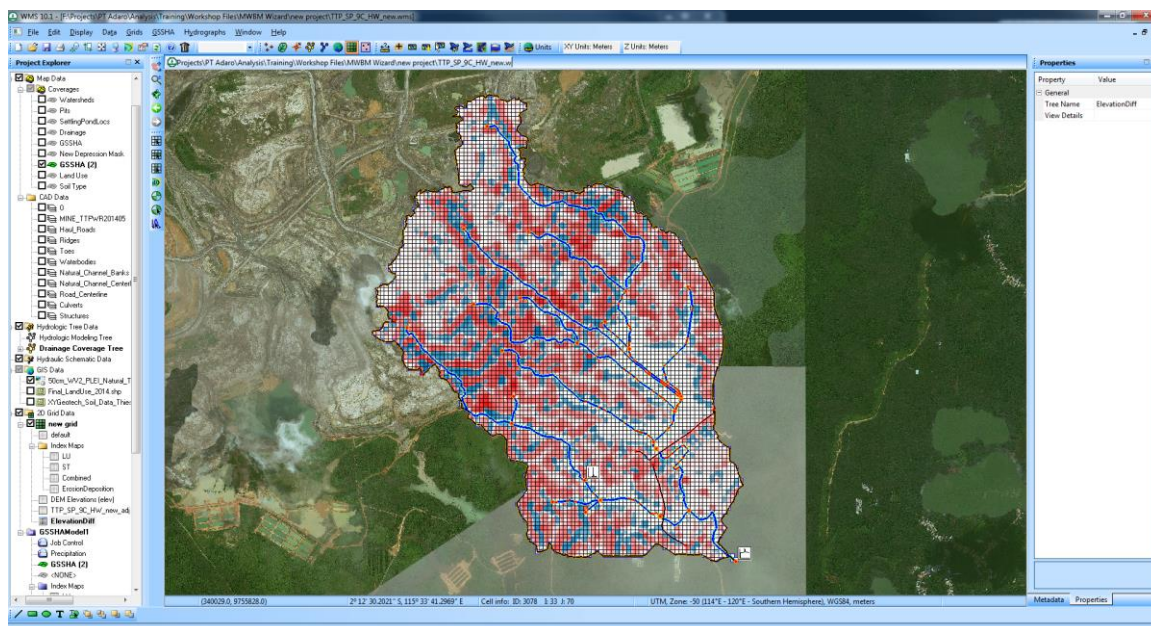 WMS 10.1 - [F:\Projects\PT Adaro\Analysis\Training\Workshop Files\MWBM Wizard\new project\TTP_SP_9C_HW_new.wms]
File Edit Display Data Grids GSSHA Hydrographs Window Help
Units XY Units: Meters Z Units: Meters
Project Explorer
F:\Projects\PT Adaro\Analysis\Training\Workshop Files\MWBM Wizard\new project\TTP_SP_9C_HW_new.w
Properties
Map Data
Coverages
Watersheds
Pits
SettlingPondLocs
Drainage
GSSHA
New Depression Mask
GSSHA (2)
Land Use
Soil Type
CAD Data
0
MINE_TTPWR201405
Haul_Roads
Ridges
Toes
Waterbodies
Natural_Channel_Banks
Natural_Channel_Centerl
Road_Centerline
Culverts
Structures
Hydrologic Tree Data
Hydrologic Modeling Tree
Drainage Coverage Tree
Hydraulic Schematic Data
GIS Data
50cm_WV2_PLEI_Natural_T
Final_LandUse_2014.shp
XYGeotech_Soil_Data_Thies
2D Grid Data
new grid
default
Index Maps
LU
ST
Combined
ErosionDeposition
DEM Elevations (elev)
TTP_SP_9C_HW_new_adj
ElevationDiff
GSSHAModel1
Job Control
Precipitation
GSSHA (2)
<NONE>
Index Maps
Property Value
General
Tree Name ElevationDiff
View Details
Metadata Properties
(340029.0, 9755828.0) 2º 12' 30.2021" S, 115º 33' 41.2969" E Cell info: ID: 3078 I: 33 J: 70 UTM, Zone: -50 (114°E - 120°E - Southern Hemisphere), WGS84, meters